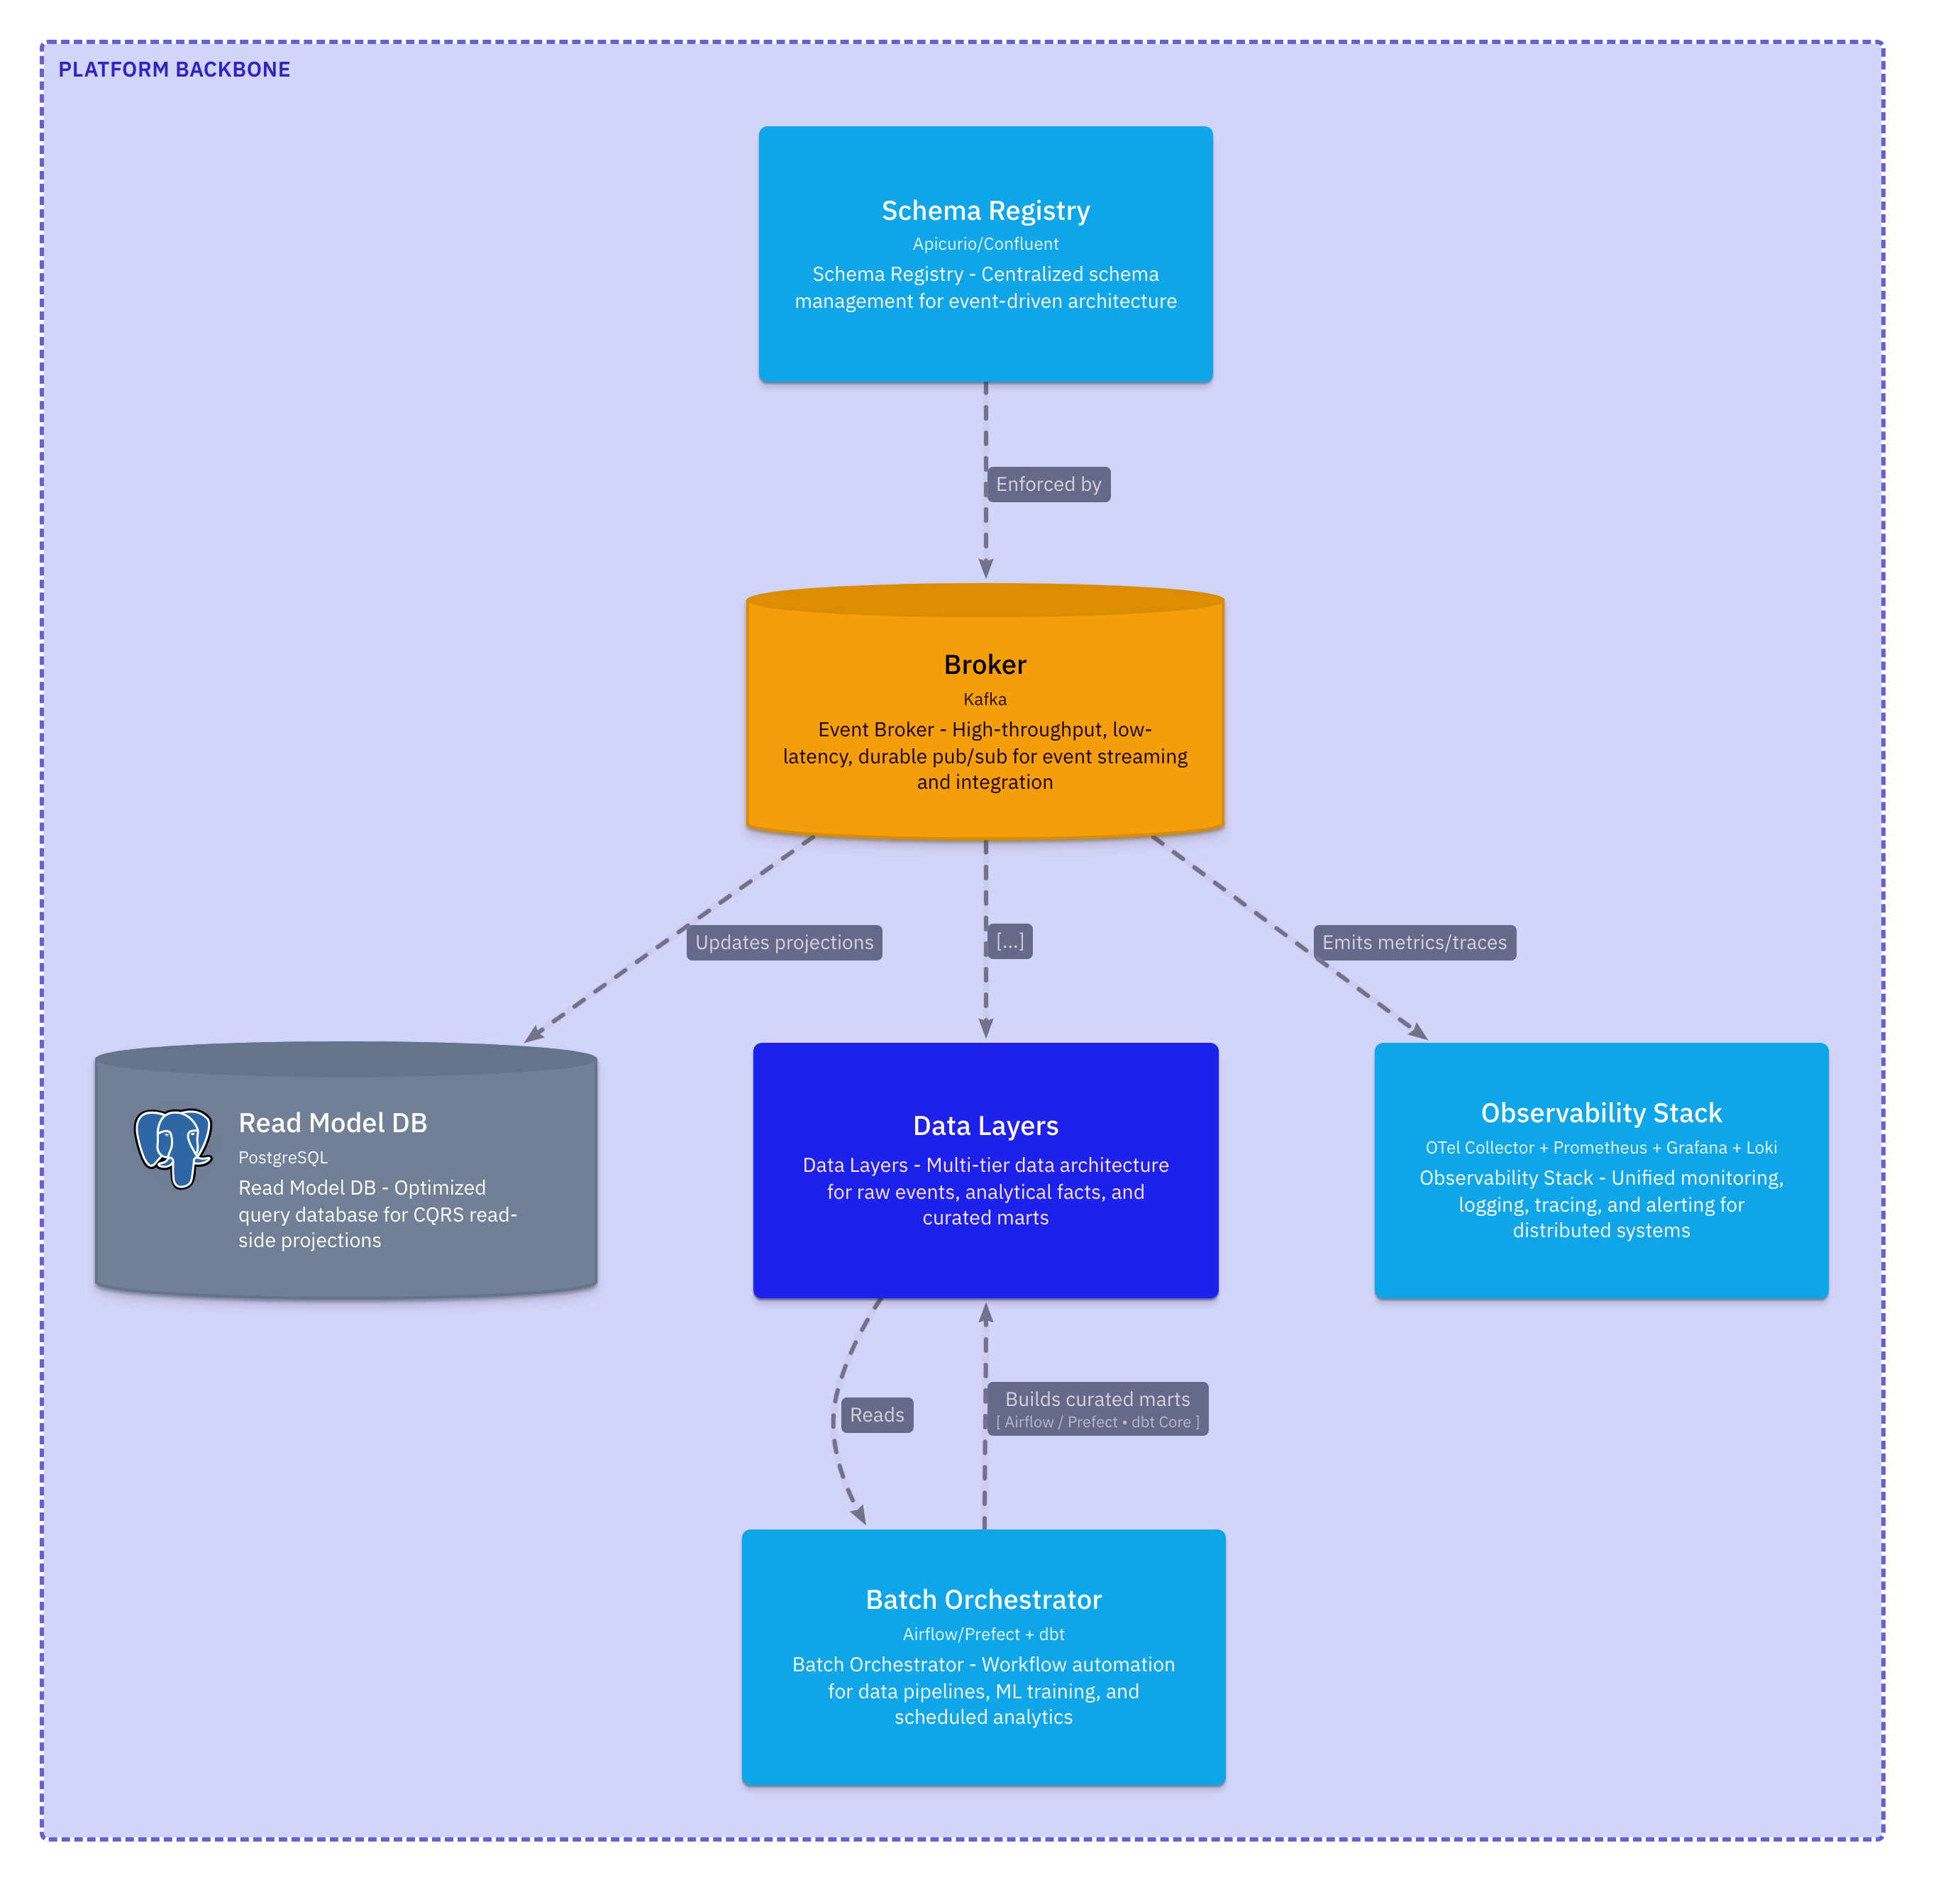 PLATFORM BACKBONE
Schema Registry
Apicurio/Confluent
Schema Registry - Centralized schema
management for event-driven architecture
Enforced by
Broker
Kafka
Event Broker - High-throughput, low-
latency, durable pub/sub for event streaming
and integration
Updates projections
[...]
Emits metrics/traces
Read Model DB
PostgreSQL
Read Model DB - Optimized
query database for CQRS read-
side projections
Data Layers
Data Layers - Multi-tier data architecture
for raw events, analytical facts, and
curated marts
Observability Stack
OTel Collector + Prometheus + Grafana + Loki
Observability Stack - Unified monitoring,
logging, tracing, and alerting for
distributed systems
Reads
Builds curated marts
[ Airflow / Prefect • dbt Core ]
Batch Orchestrator
Airflow/Prefect + dbt
Batch Orchestrator - Workflow automation
for data pipelines, ML training, and
scheduled analytics